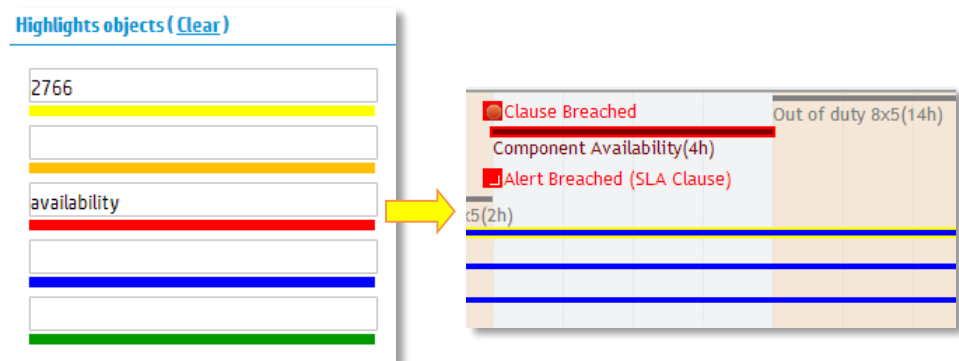 Highlights objects ( Clear )
2766
availability
Clause Breached
Out of duty 8x5(14h)
Component Availability(4h)
Alert Breached (SLA Clause)
x5(2h)